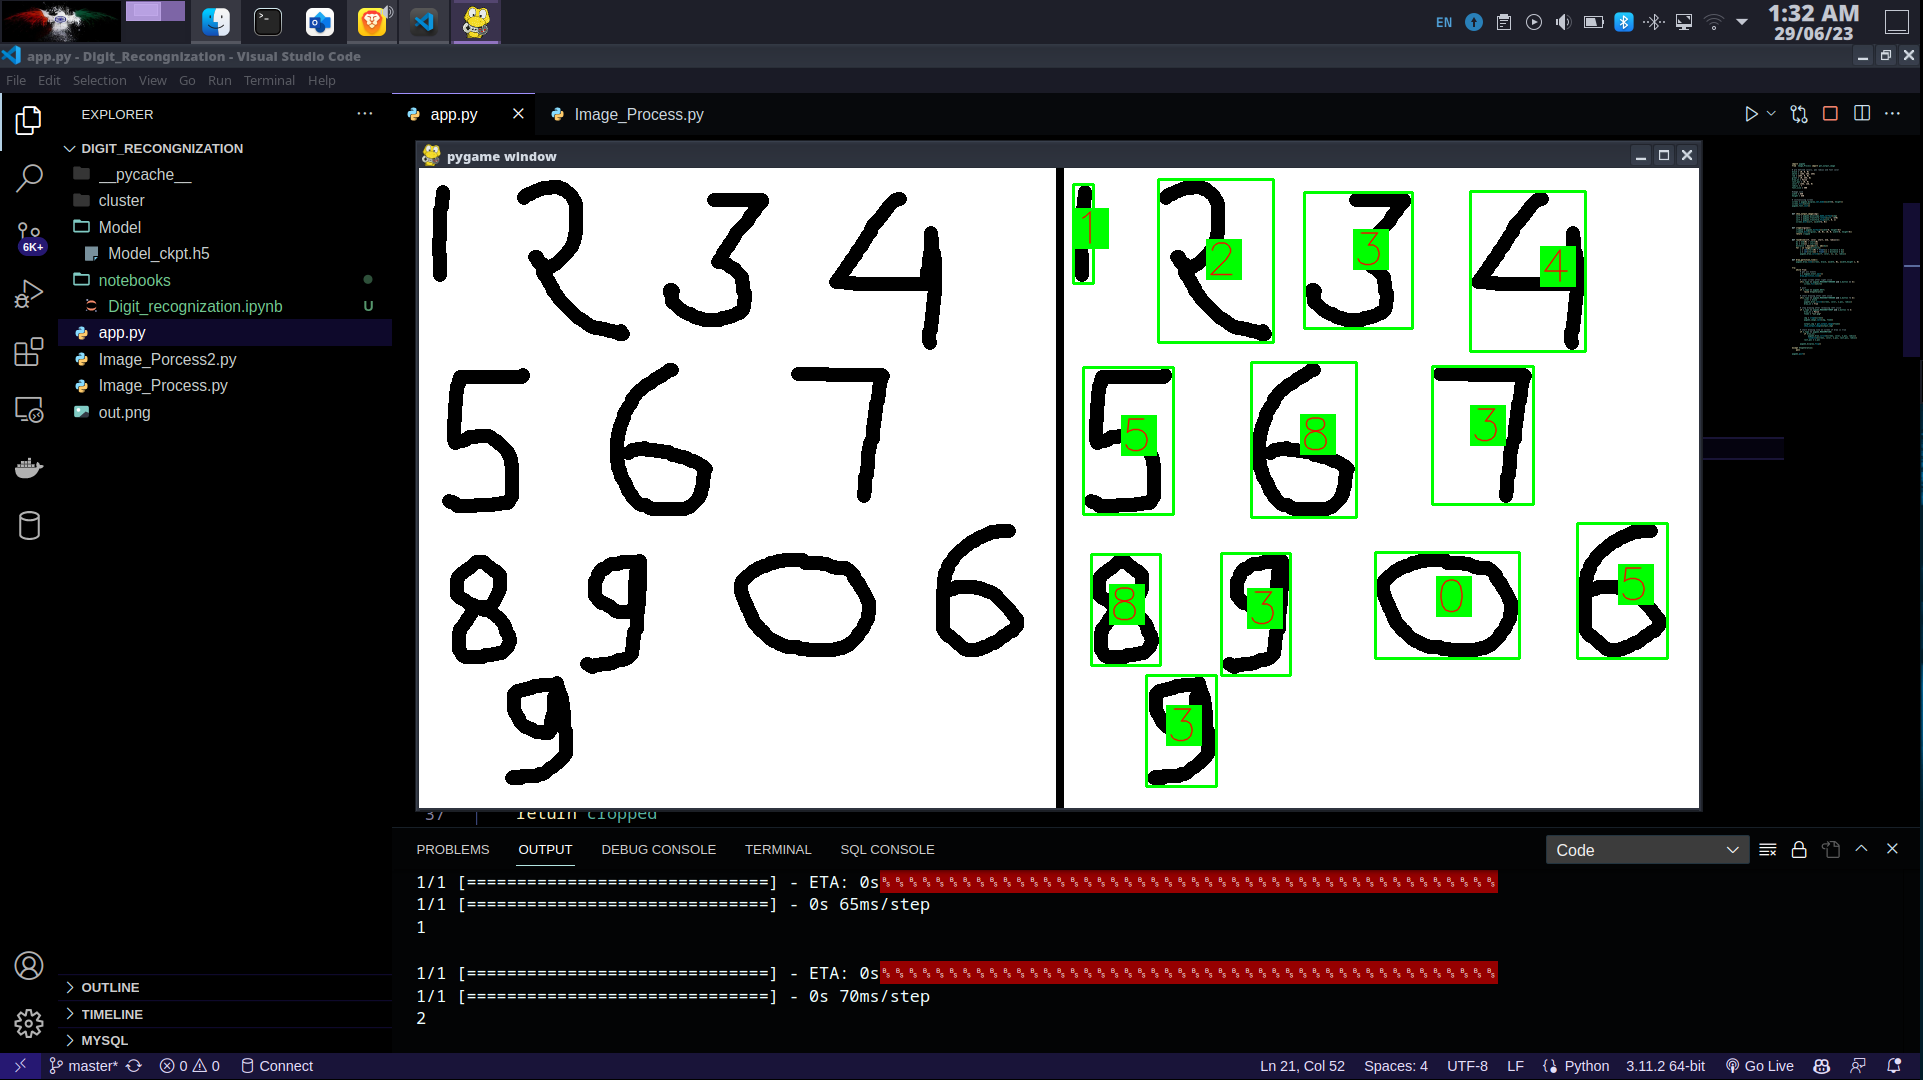 EN
1:32 AM
29/06/23
app.py - Digit_Recongnization - Visual Studio Code
File Edit Selection View Go Run Terminal Help
EXPLORER
app.py
Image_Process.py
DIGIT_RECONGNIZATION
__pycache__
cluster
Model
Model_ckpt.h5
notebooks
Digit_recognization.ipynb U
app.py
Image_Porcess2.py
Image_Process.py
out.png
6K+
pygame window
1 2 3 4
1 2 3 4
5 6 7
5 8 3
8 9 0 6
8 3 0 5
9
3
37 return cropped
PROBLEMS OUTPUT DEBUG CONSOLE TERMINAL SQL CONSOLE
Code
1/1 [==============================] - ETA: 0s
1/1 [==============================] - 0s 65ms/step
1
1/1 [==============================] - ETA: 0s
1/1 [==============================] - 0s 70ms/step
2
OUTLINE
TIMELINE
MYSQL
master* 0 0 Connect
Ln 21, Col 52 Spaces: 4 UTF-8 LF Python 3.11.2 64-bit Go Live